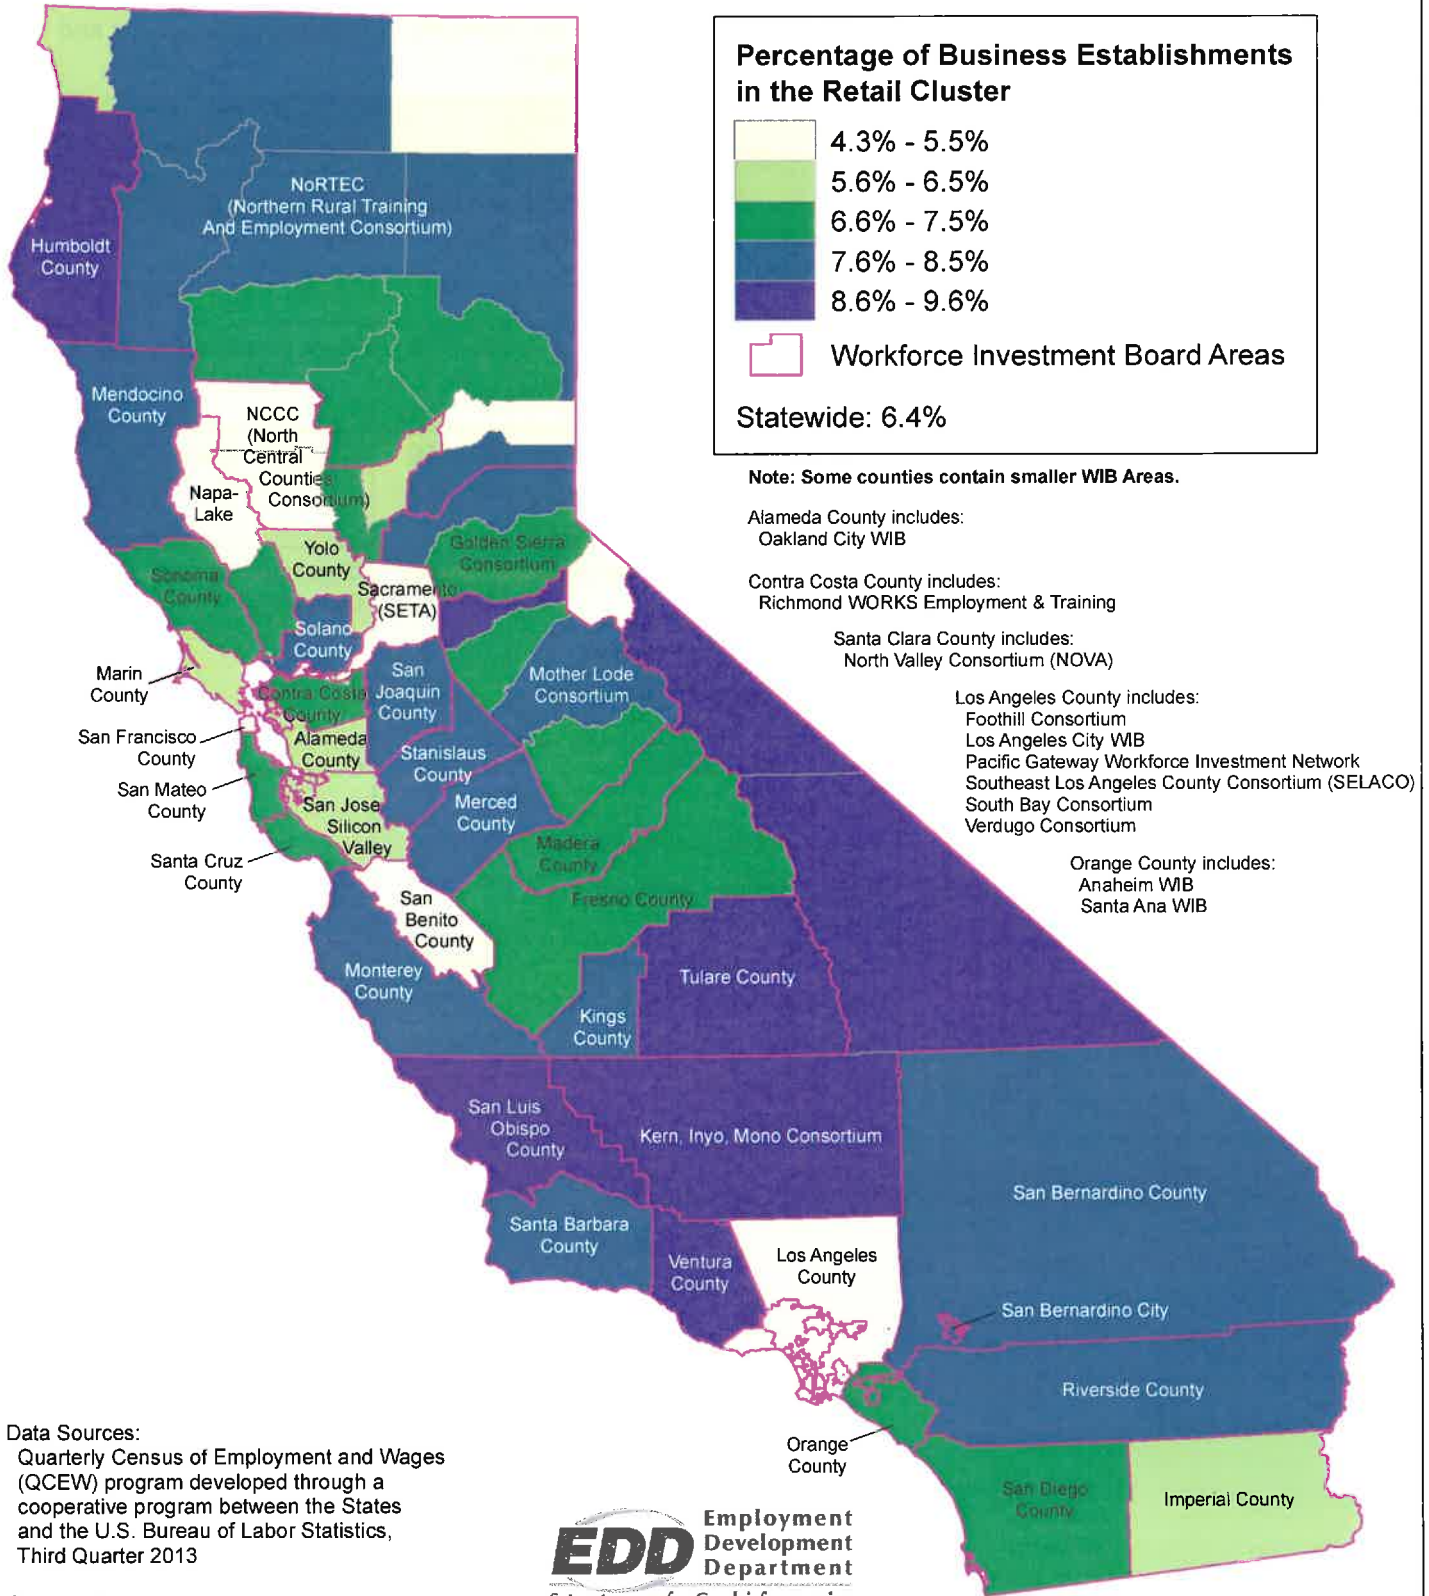 Percentage of Business Establishments
in the Retail Cluster
4.3% - 5.5%
5.6% - 6.5%
6.6% - 7.5%
7.6% - 8.5%
8.6% - 9.6%
Workforce Investment Board Areas
Statewide: 6.4%
Note: Some counties contain smaller WIB Areas.
Alameda County includes:
Oakland City WIB
Contra Costa County includes:
Richmond WORKS Employment & Training
Santa Clara County includes:
North Valley Consortium (NOVA)
Los Angeles County includes:
Foothill Consortium
Los Angeles City WIB
Pacific Gateway Workforce Investment Network
Southeast Los Angeles County Consortium (SELACO)
South Bay Consortium
Verdugo Consortium
Orange County includes:
Anaheim WIB
Santa Ana WIB
NoRTEC
(Northern Rural Training
And Employment Consortium)
Humboldt
County
Mendocino
County
NCCC
(North
Central
Counties
Consortium)
Napa-
Lake
Yolo
County
Golden Sierra
Consortium
Sonoma
County
Sacramento
(SETA)
Solano
County
Marin
County
Contra Costa
County
San
Joaquin
County
Mother Lode
Consortium
San Francisco
County
Alameda
County
Stanislaus
County
San Mateo
County
San Jose
Silicon
Valley
Merced
County
Santa Cruz
County
Madera
County
San
Benito
County
Fresno County
Monterey
County
Tulare County
Kings
County
San Luis
Obispo
County
Kern, Inyo, Mono Consortium
San Bernardino County
Santa Barbara
County
Ventura
County
Los Angeles
County
San Bernardino City
Riverside County
Orange
County
San Diego
County
Imperial County
Data Sources:
Quarterly Census of Employment and Wages
(QCEW) program developed through a
cooperative program between the States
and the U.S. Bureau of Labor Statistics,
Third Quarter 2013
EDD
Employment
Development
Department